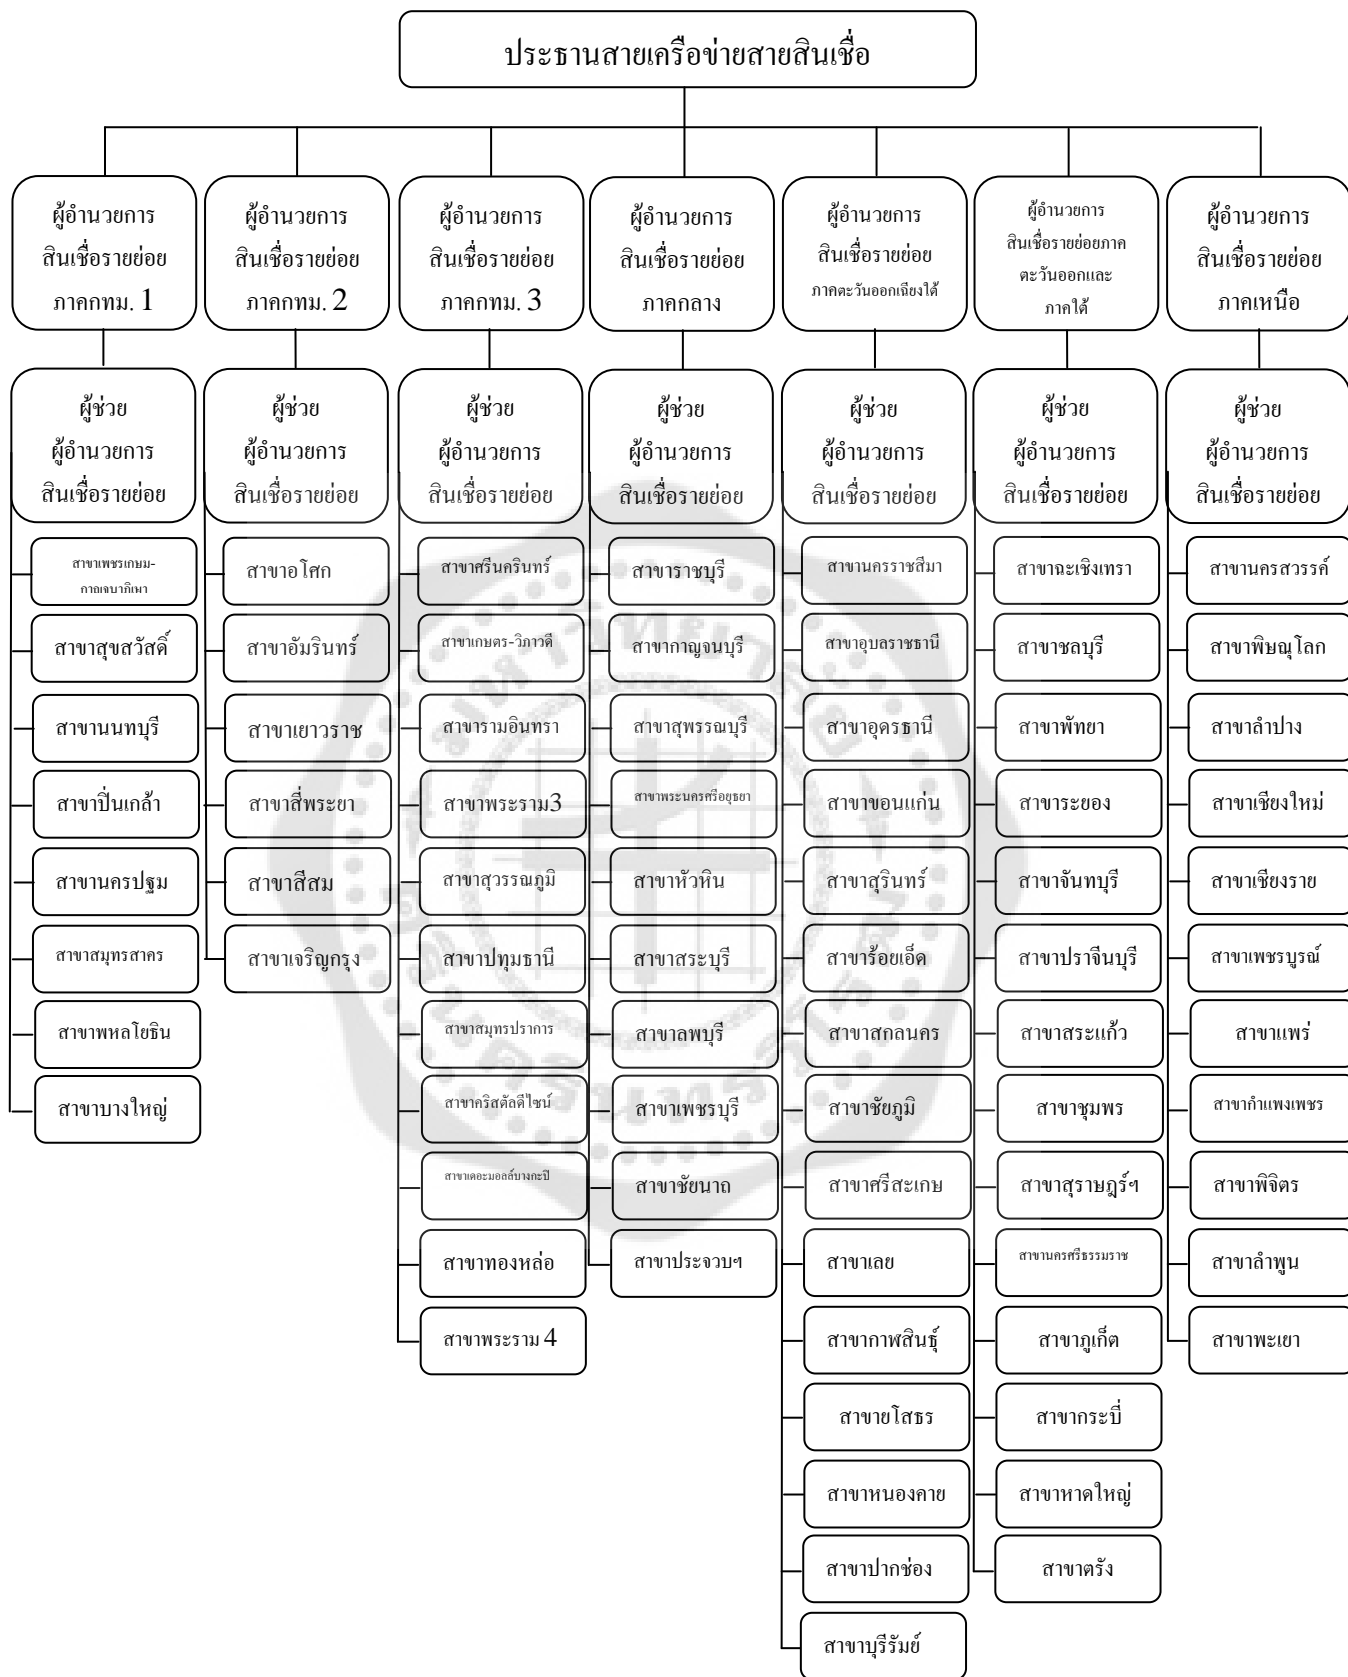 ประธานสายเครือข่ายสายสินเชื่อ
ผู้อำนวยการ
สินเชื่อรายย่อย
ภาคกทม. 1
ผู้อำนวยการ
สินเชื่อรายย่อย
ภาคกทม. 2
ผู้อำนวยการ
สินเชื่อรายย่อย
ภาคกทม. 3
ผู้อำนวยการ
สินเชื่อรายย่อย
ภาคกลาง
ผู้อำนวยการ
สินเชื่อรายย่อย
ภาคตะวันออกเฉียงใต้
ผู้อำนวยการ
สินเชื่อรายย่อยภาค
ตะวันออกและ
ภาคใต้
ผู้อำนวยการ
สินเชื่อรายย่อย
ภาคเหนือ
ผู้ช่วย
ผู้อำนวยการ
สินเชื่อรายย่อย
ผู้ช่วย
ผู้อำนวยการ
สินเชื่อรายย่อย
ผู้ช่วย
ผู้อำนวยการ
สินเชื่อรายย่อย
ผู้ช่วย
ผู้อำนวยการ
สินเชื่อรายย่อย
ผู้ช่วย
ผู้อำนวยการ
สินเชื่อรายย่อย
ผู้ช่วย
ผู้อำนวยการ
สินเชื่อรายย่อย
ผู้ช่วย
ผู้อำนวยการ
สินเชื่อรายย่อย
สาขาเพชรเกษม-
กาญจนาภิเษก
สาขาสุขสวัสดิ์
สาขานนทบุรี
สาขาปิ่นเกล้า
สาขานครปฐม
สาขาสมุทรสาคร
สาขาพหลโยธิน
สาขาบางใหญ่
สาขาอโศก
สาขาอัมรินทร์
สาขาเยาวราช
สาขาสี่พระยา
สาขาสีสม
สาขาเจริญกรุง
สาขาศรีนครินทร์
สาขาเกษตร-วิภาวดี
สาขารามอินทรา
สาขาพระราม3
สาขาสุวรรณภูมิ
สาขาปทุมธานี
สาขาสมุทรปราการ
สาขาคริสตัลดีไซน์
สาขาเดอะมอลล์บางกะปิ
สาขาทองหล่อ
สาขาพระราม 4
สาขาราชบุรี
สาขากาญจนบุรี
สาขาสุพรรณบุรี
สาขาพระนครศรีอยุธยา
สาขาหัวหิน
สาขาสระบุรี
สาขาลพบุรี
สาขาเพชรบุรี
สาขาชัยนาถ
สาขาประจวบฯ
สาขานครราชสีมา
สาขาอุบลราชธานี
สาขาอุดรธานี
สาขาขอนแก่น
สาขาสุรินทร์
สาขาร้อยเอ็ด
สาขาสกลนคร
สาขาชัยภูมิ
สาขาศรีสะเกษ
สาขาเลย
สาขากาฬสินธุ์
สาขายโสธร
สาขาหนองคาย
สาขาปากช่อง
สาขาบุรีรัมย์
สาขาฉะเชิงเทรา
สาขาชลบุรี
สาขาพัทยา
สาขาระยอง
สาขาจันทบุรี
สาขาปราจีนบุรี
สาขาสระแก้ว
สาขาชุมพร
สาขาสุราษฎร์ฯ
สาขานครศรีธรรมราช
สาขาภูเก็ต
สาขากระบี่
สาขาหาดใหญ่
สาขาตรัง
สาขานครสวรรค์
สาขาพิษณุโลก
สาขาลำปาง
สาขาเชียงใหม่
สาขาเชียงราย
สาขาเพชรบูรณ์
สาขาแพร่
สาขากำแพงเพชร
สาขาพิจิตร
สาขาลำพูน
สาขาพะเยา
มหาวิทยาลัย
ศรีนครินทรวิโรฒ